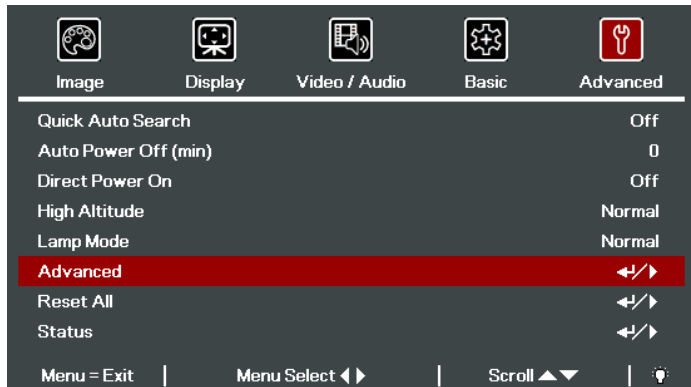 Image Display Video / Audio Basic Advanced
Quick Auto Search Off
Auto Power Off (min) 0
Direct Power On Off
High Altitude Normal
Lamp Mode Normal
Advanced
Reset All
Status
Menu = Exit Menu Select Scroll